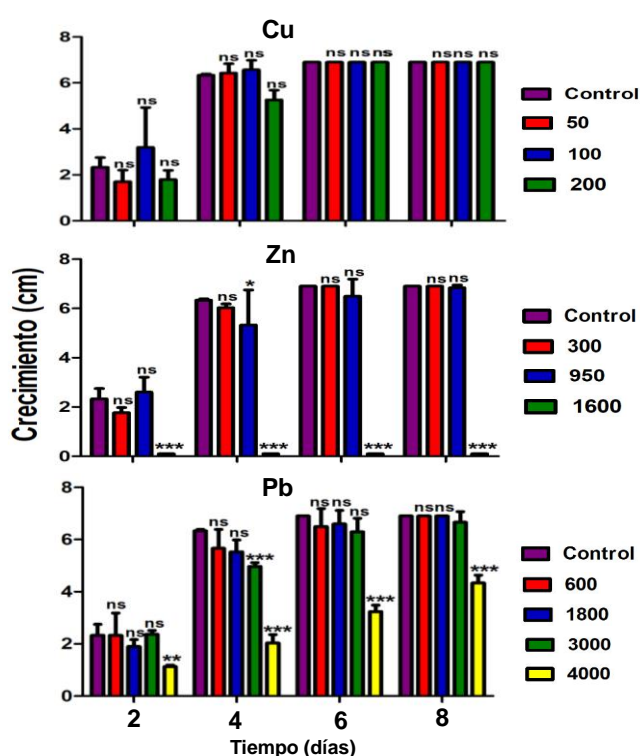 Cu
8
6
4
2
0
ns
ns
ns
ns
ns
ns
ns
ns
ns
ns
ns
Control
50
100
200
Crecimiento (cm)
Zn
8
6
4
2
0
ns
ns
***
ns
*
***
ns
ns
***
ns
ns
***
Control
300
950
1600
Pb
8
6
4
2
0
ns
ns
ns
**
ns
ns
***
***
ns
ns
ns
***
ns
ns
ns
***
Control
600
1800
3000
4000
2
4
6
8
Tiempo (días)